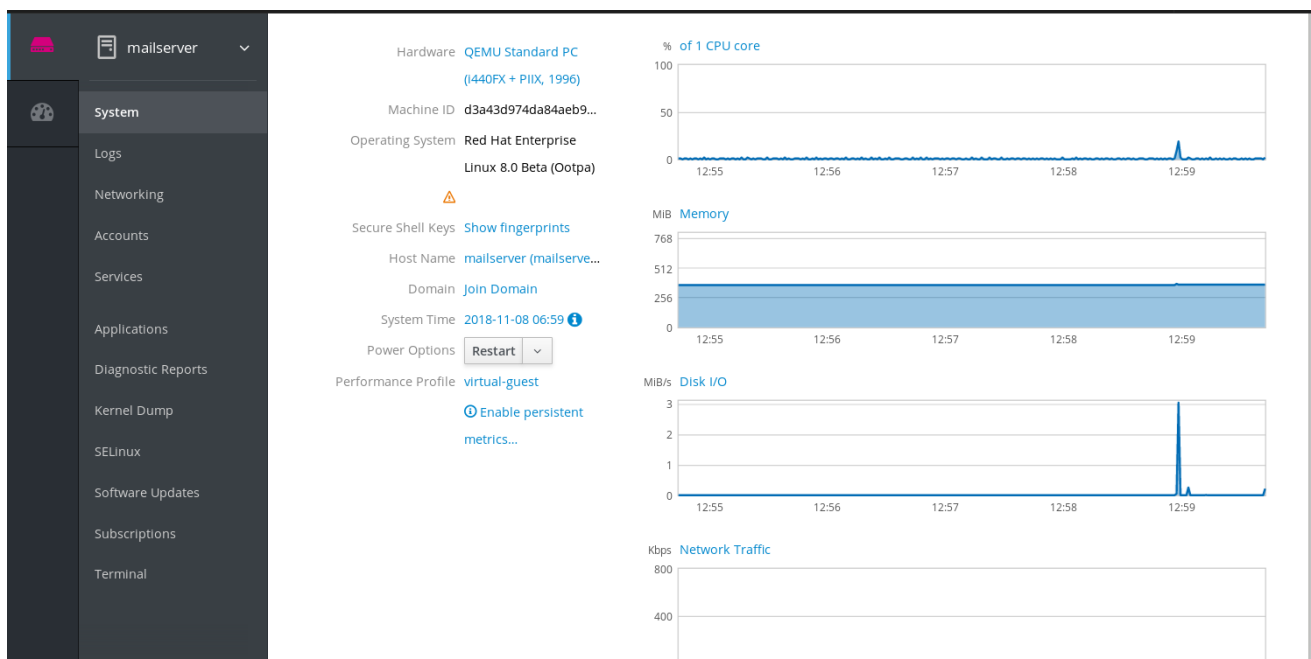 mailserver
System
Logs
Networking
Accounts
Services
Applications
Diagnostic Reports
Kernel Dump
SELinux
Software Updates
Subscriptions
Terminal
Hardware QEMU Standard PC
(I440FX + PIIX, 1996)
Machine ID d3a43d974da84aeb9...
Operating System Red Hat Enterprise
Linux 8.0 Beta (Ootpa)
Secure Shell Keys Show fingerprints
Host Name mailserver (mailserve...
Domain Join Domain
System Time 2018-11-08 06:59
Power Options Restart
Performance Profile virtual-guest
Enable persistent
metrics...
% of 1 CPU core
100
50
0
12:55 12:56 12:57 12:58 12:59
MiB Memory
768
512
256
0
12:55 12:56 12:57 12:58 12:59
MiB/s Disk I/O
3
2
1
0
12:55 12:56 12:57 12:58 12:59
Kbps Network Traffic
800
400